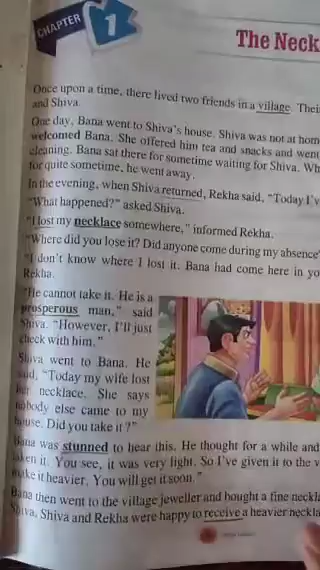 CHAPTER 1
The Neck
Once upon a time, there lived two friends in a village. Thei
and Shiva.
One day, Bana went to Shiva's house. Shiva was not at hom
welcomed Bana. She offered him tea and snacks and went
cleaning. Bana sat there for sometime waiting for Shiva. Wh
for quite sometime, he went away.
In the evening, when Shiva returned, Rekha said, "Today I'v
"What happened?" asked Shiva.
"I lost my necklace somewhere," informed Rekha.
"Where did you lose it? Did anyone come during my absence"
"I don't know where I lost it. Bana had come here in yo
Rekha.
"He cannot take it. He is a
prosperous man," said
Shiva. "However, I'll just
check with him."
Shiva went to Bana. He
said, "Today my wife lost
her necklace. She says
nobody else came to my
house. Did you take it?"
Bana was stunned to hear this. He thought for a while and
taken it. You see, it was very light. So I've given it to the v
make it heavier. You will get it soon."
Bana then went to the village jeweller and bought a fine neckla
Shiva. Shiva and Rekha were happy to receive a heavier neckla